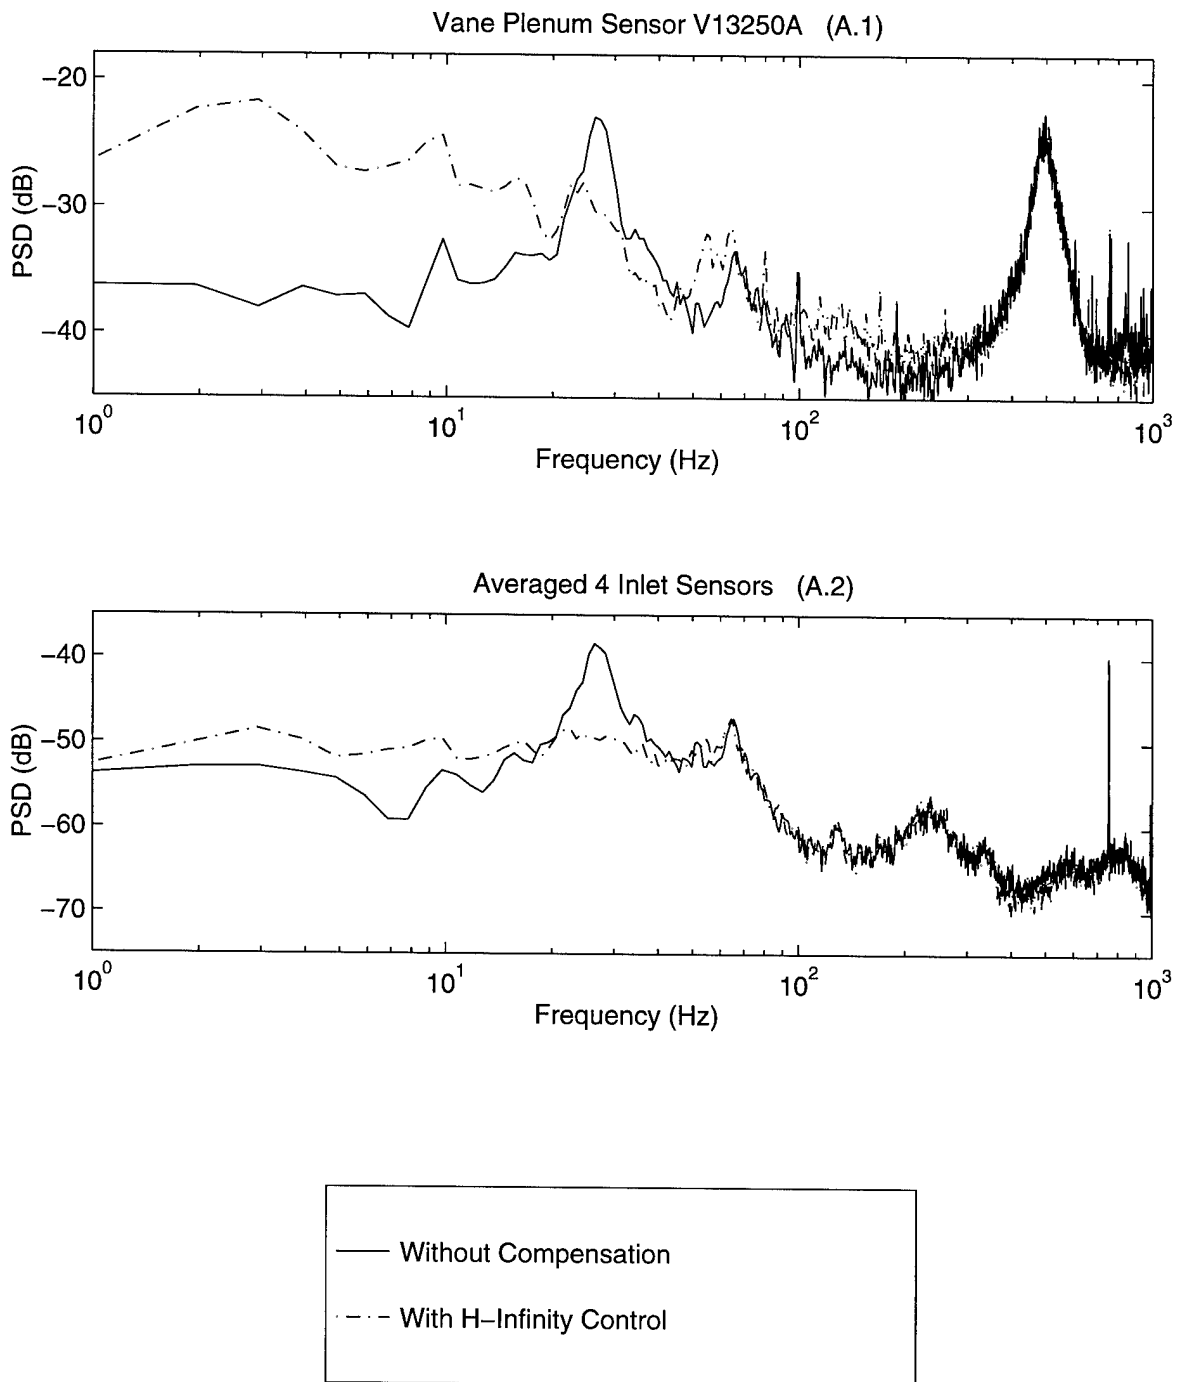 Vane Plenum Sensor V13250A (A.1)
PSD (dB)
−20
−30
−40
10^0
10^1
10^2
10^3
Frequency (Hz)
Averaged 4 Inlet Sensors (A.2)
PSD (dB)
−40
−50
−60
−70
10^0
10^1
10^2
10^3
Frequency (Hz)
Without Compensation
With H−Infinity Control